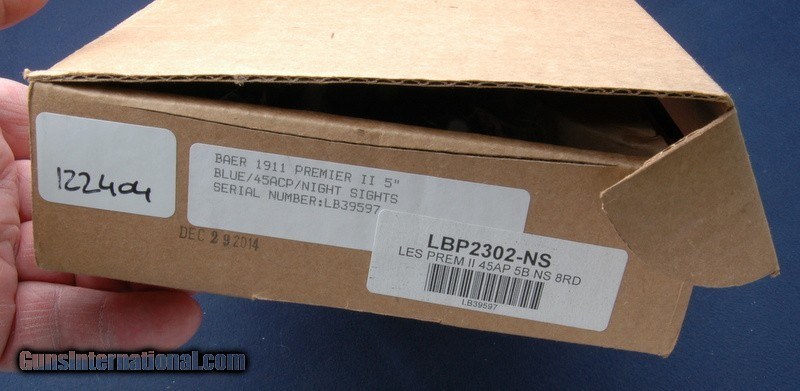 122404
BAER 1911 PREMIER II 5"
BLUE/45ACP/NIGHT SIGHTS
SERIAL NUMBER:LB39597
DEC 29 2014
LBP2302-NS
LES PREM II 45AP 5B NS 8RD
LB39597
GunsInternational.com